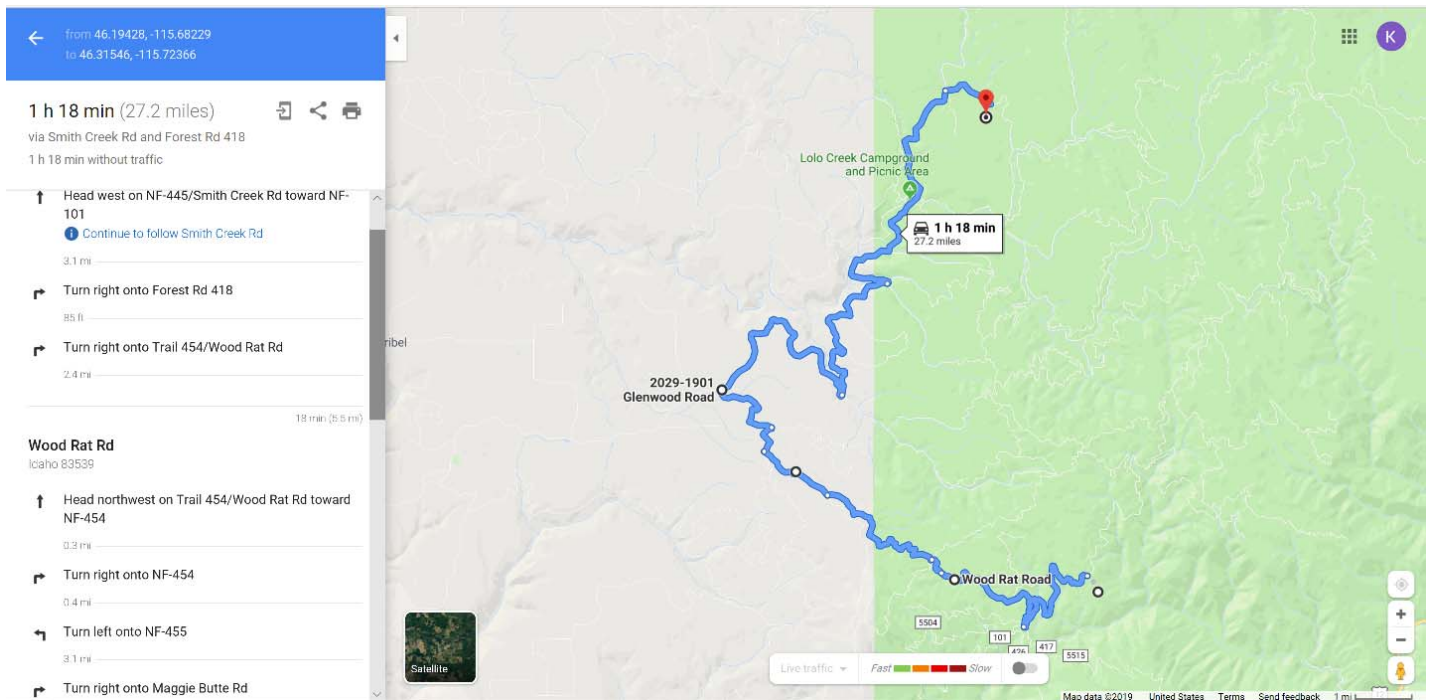 from 46.19428, -115.68229
to 46.31546, -115.72366
1 h 18 min (27.2 miles)
via Smith Creek Rd and Forest Rd 418
1 h 18 min without traffic
Head west on NF-445/Smith Creek Rd toward NF-
101
Continue to follow Smith Creek Rd
3.1 mi
Turn right onto Forest Rd 418
85 ft
Turn right onto Trail 454/Wood Rat Rd
2.4 mi
18 min (5.5 mi)
Wood Rat Rd
Idaho 83539
Head northwest on Trail 454/Wood Rat Rd toward
NF-454
0.3 mi
Turn right onto NF-454
0.4 mi
Turn left onto NF-455
3.1 mi
Turn right onto Maggie Butte Rd
K
Lolo Creek Campground
and Picnic Area
1 h 18 min
27.2 miles
ribel
2029-1901
Glenwood Road
Wood Rat Road
5504
101
426
417
5515
Satellite
Live traffic
Fast
Slow
Map data ©2019 United States Terms Send feedback 1 mi